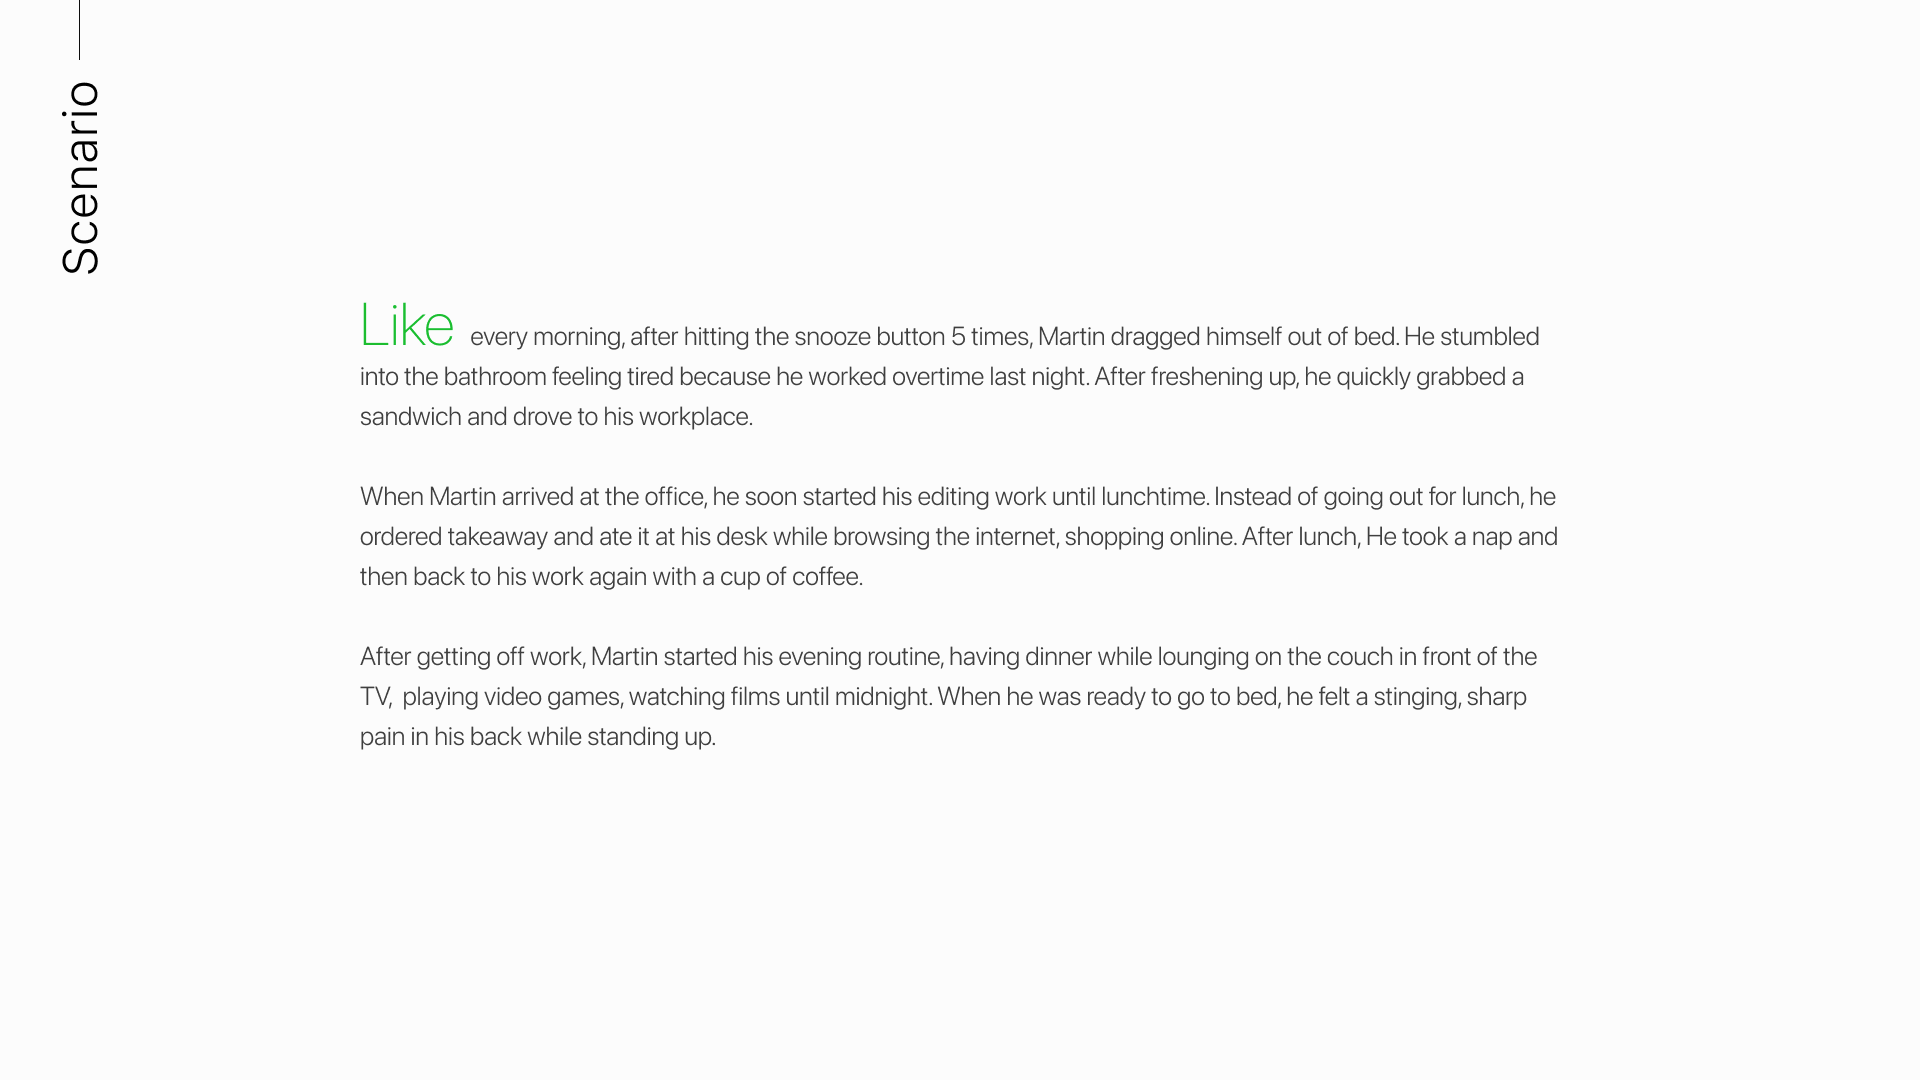 Scenario
Like every morning, after hitting the snooze button 5 times, Martin dragged himself out of bed. He stumbled
into the bathroom feeling tired because he worked overtime last night. After freshening up, he quickly grabbed a
sandwich and drove to his workplace.
When Martin arrived at the office, he soon started his editing work until lunchtime. Instead of going out for lunch, he
ordered takeaway and ate it at his desk while browsing the internet, shopping online. After lunch, He took a nap and
then back to his work again with a cup of coffee.
After getting off work, Martin started his evening routine, having dinner while lounging on the couch in front of the
TV,  playing video games, watching films until midnight. When he was ready to go to bed, he felt a stinging, sharp
pain in his back while standing up.